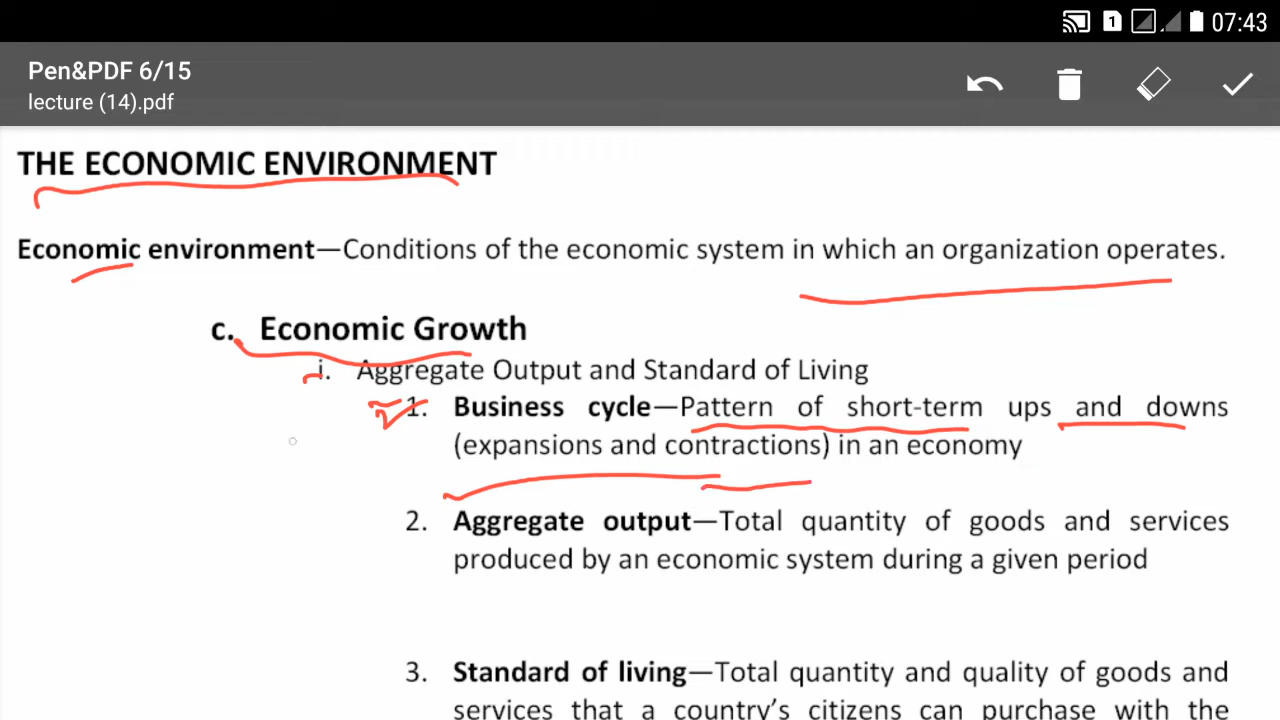 1 07:43
Pen&PDF 6/15
lecture (14).pdf
THE ECONOMIC ENVIRONMENT
Economic environment—Conditions of the economic system in which an organization operates.
c. Economic Growth
i. Aggregate Output and Standard of Living
1. Business cycle—Pattern of short-term ups and downs
(expansions and contractions) in an economy
2. Aggregate output—Total quantity of goods and services
produced by an economic system during a given period
3. Standard of living—Total quantity and quality of goods and
services that a country's citizens can purchase with the